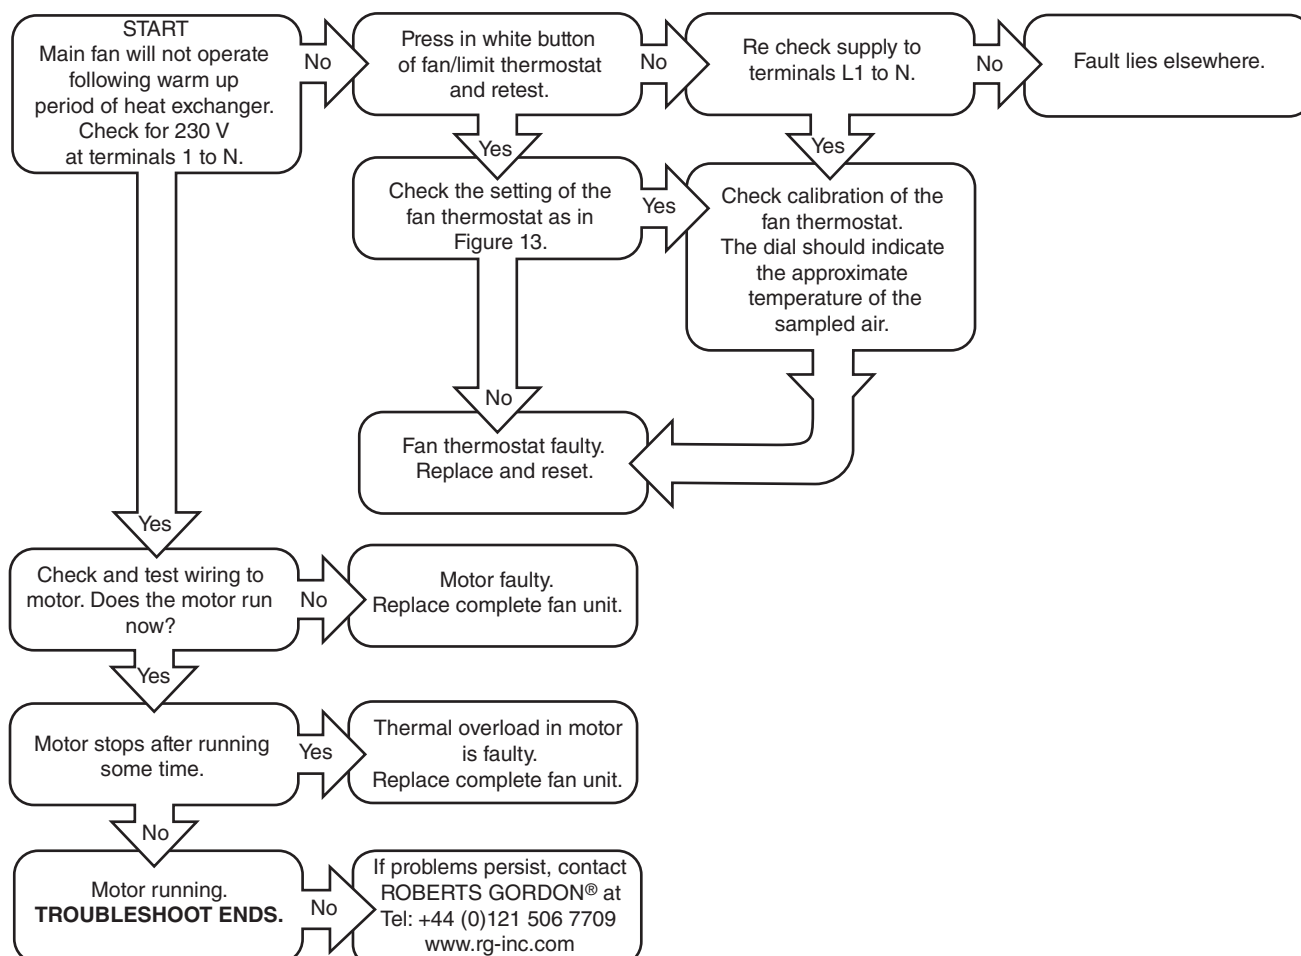 START
Main fan will not operate
following warm up
period of heat exchanger.
Check for 230 V
at terminals 1 to N.
No
Press in white button
of fan/limit thermostat
and retest.
No
Re check supply to
terminals L1 to N.
No
Fault lies elsewhere.
Yes
Yes
Check the setting of the
fan thermostat as in
Figure 13.
Yes
Check calibration of the
fan thermostat.
The dial should indicate
the approximate
temperature of the
sampled air.
No
Fan thermostat faulty.
Replace and reset.
Yes
Check and test wiring to
motor. Does the motor run
now?
No
Motor faulty.
Replace complete fan unit.
Yes
Motor stops after running
some time.
Yes
Thermal overload in motor
is faulty.
Replace complete fan unit.
No
Motor running.
TROUBLESHOOT ENDS.
No
If problems persist, contact
ROBERTS GORDON® at
Tel: +44 (0)121 506 7709
www.rg-inc.com